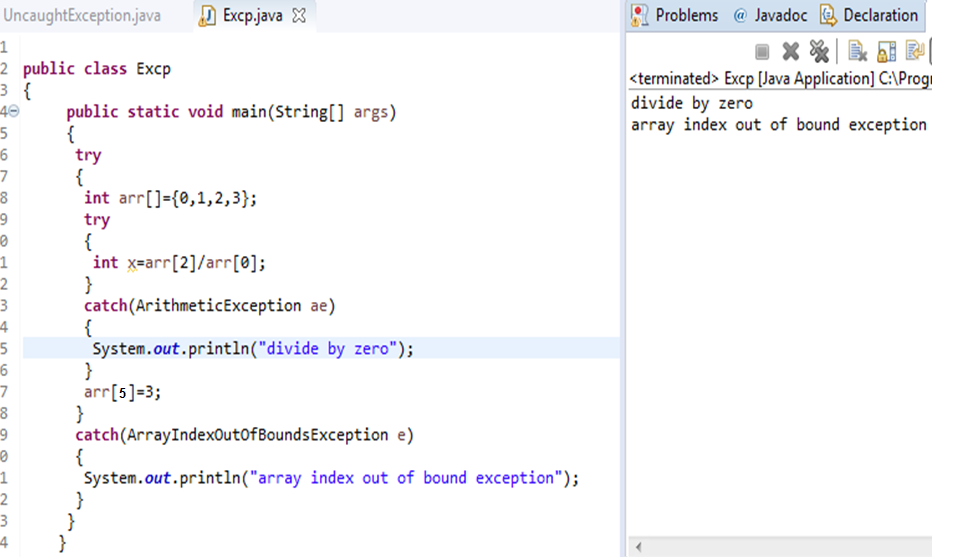 UncaughtException.java Excp.java
1
2 public class Excp
3 {
4 public static void main(String[] args)
5 {
6 try
7 {
8 int arr[]={0,1,2,3};
9 try
0 {
1 int x=arr[2]/arr[0];
2 }
3 catch(ArithmeticException ae)
4 {
5 System.out.println("divide by zero");
6 }
7 arr[5]=3;
8 }
9 catch(ArrayIndexOutOfBoundsException e)
0 {
1 System.out.println("array index out of bound exception");
2 }
3 }
4 }
Problems @ Javadoc Declaration
<terminated> Excp [Java Application] C:\Progr
divide by zero
array index out of bound exception